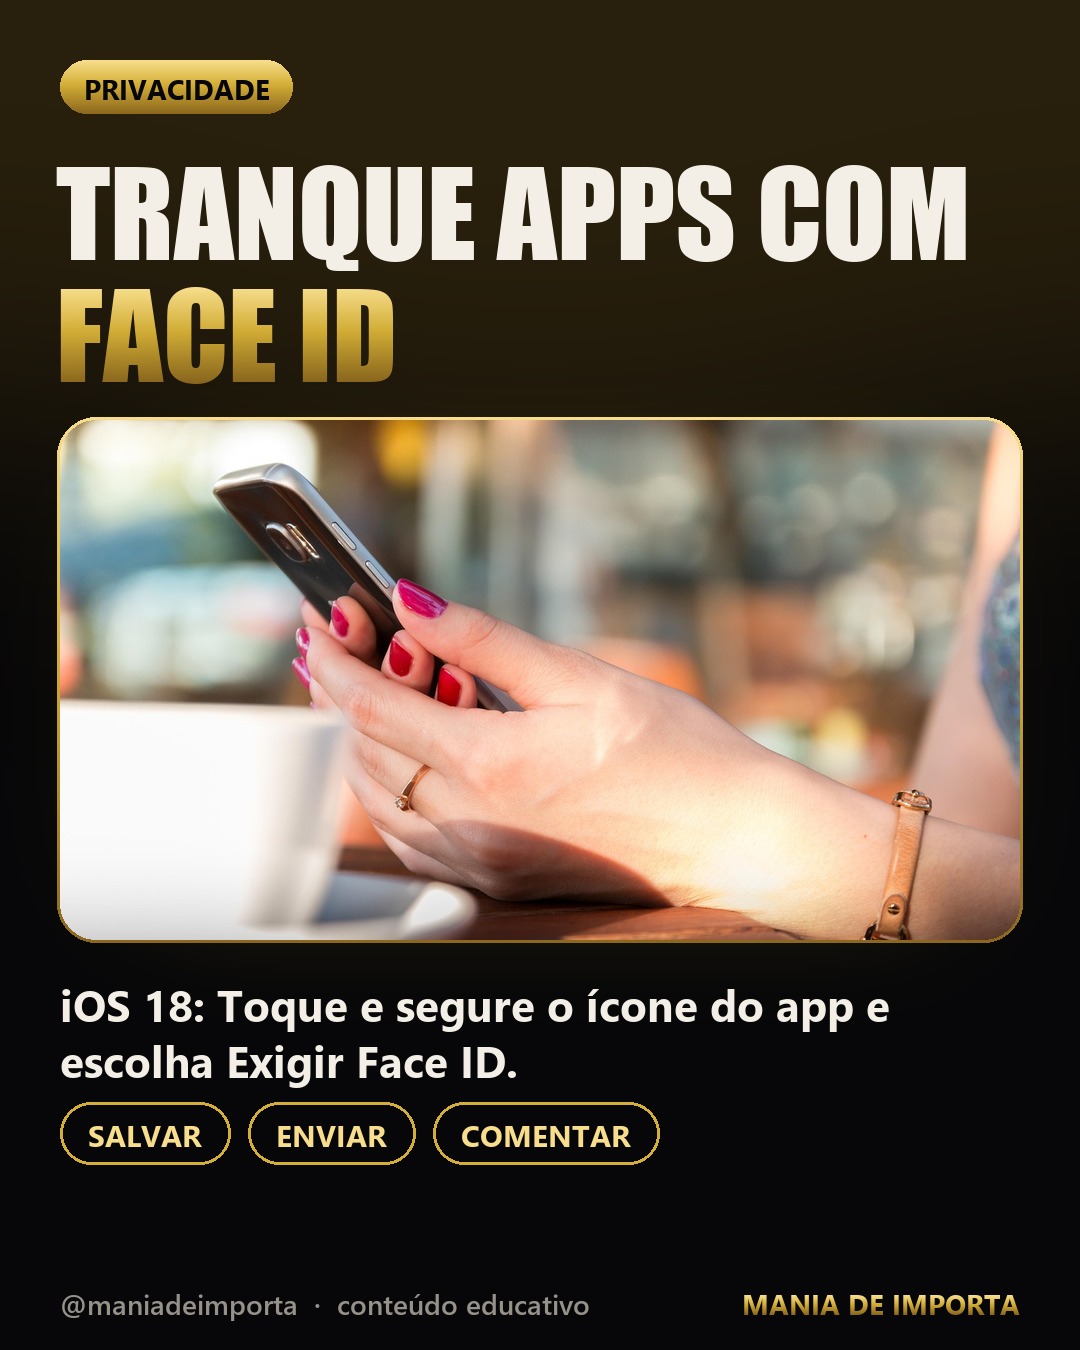 PRIVACIDADE
TRANQUE APPS COM
FACE ID
iOS 18: Toque e segure o ícone do app e
escolha Exigir Face ID.
SALVAR ENVIAR COMENTAR
@maniadeimporta · conteúdo educativo MANIA DE IMPORTA